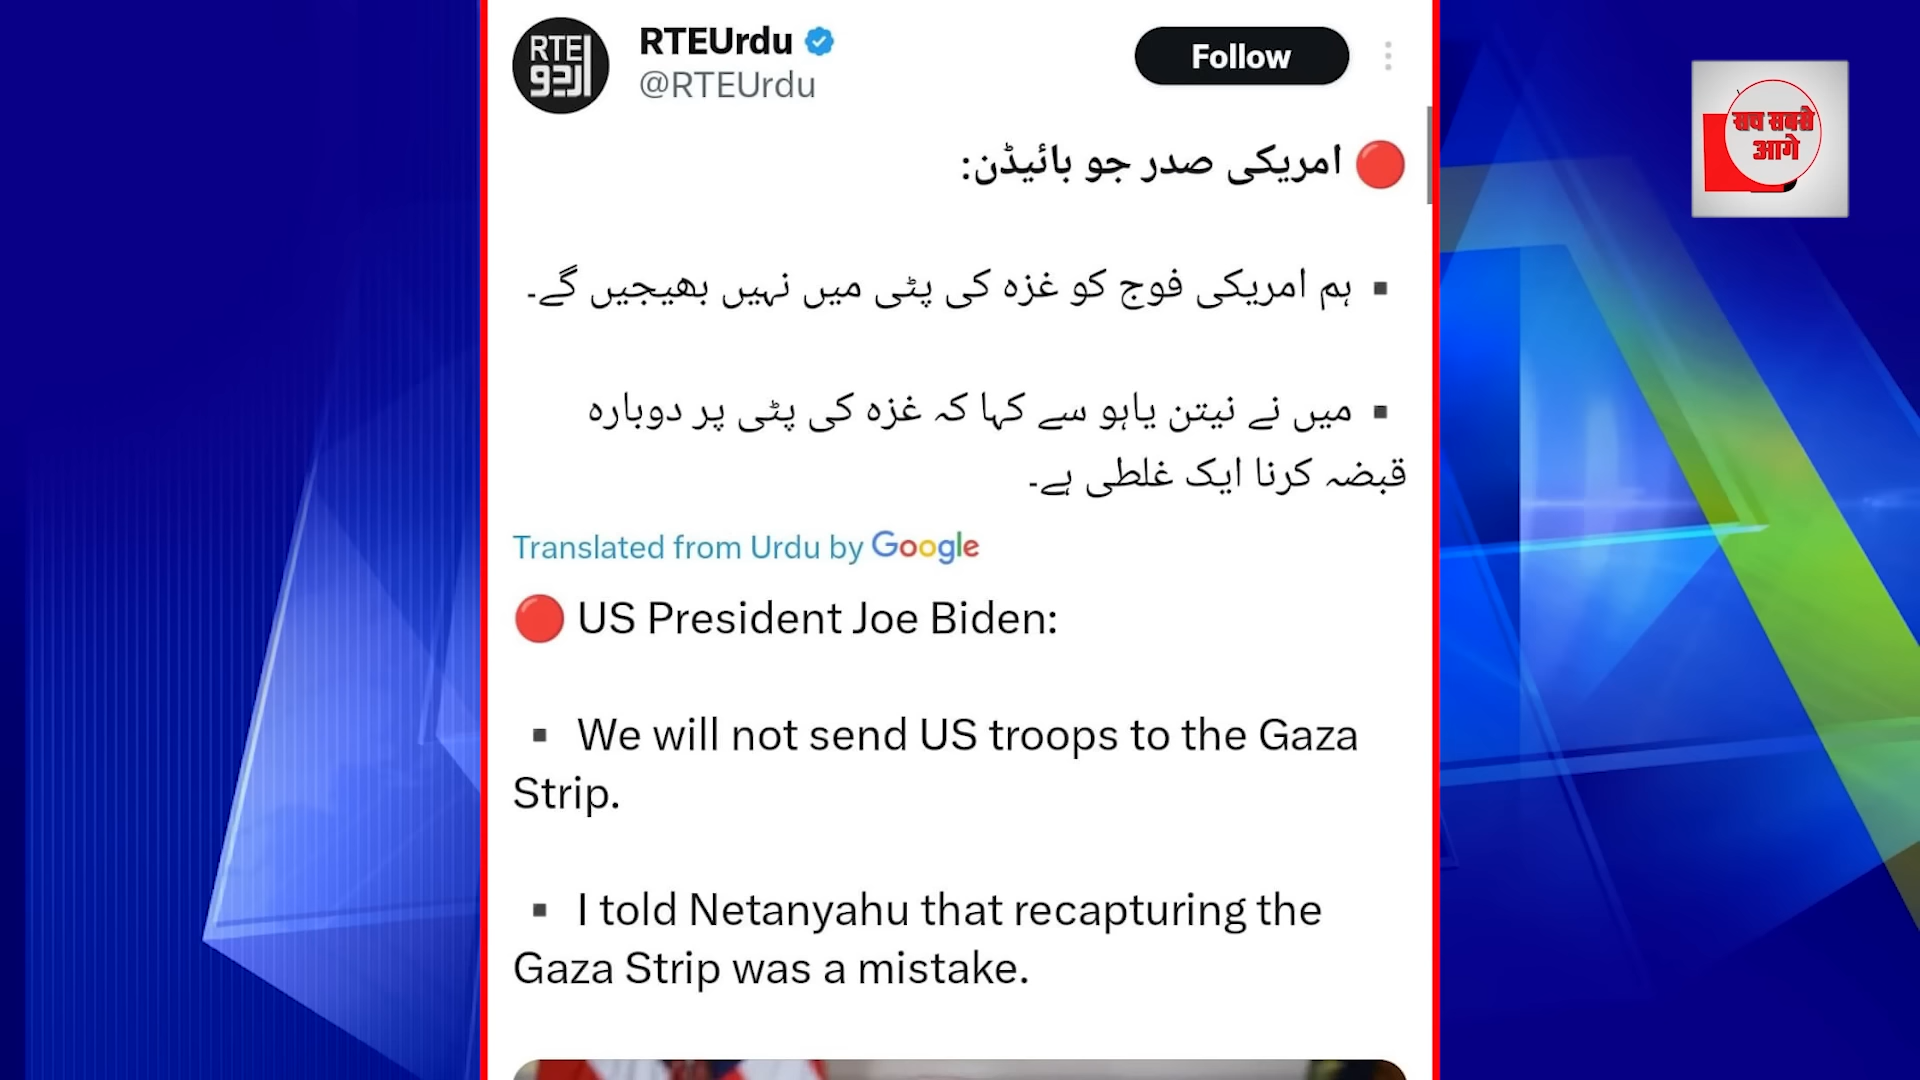 RTE
اردو
RTEUrdu
@RTEUrdu
Follow
सच सबसे
आगे
امریکی صدر جو بائیڈن:
▪ ہم امریکی فوج کو غزہ کی پٹی میں نہیں بھیجیں گے۔
▪ میں نے نیتن یاہو سے کہا کہ غزہ کی پٹی پر دوبارہ
قبضہ کرنا ایک غلطی ہے۔
Translated from Urdu by Google
US President Joe Biden:
▪ We will not send US troops to the Gaza
Strip.
▪ I told Netanyahu that recapturing the
Gaza Strip was a mistake.